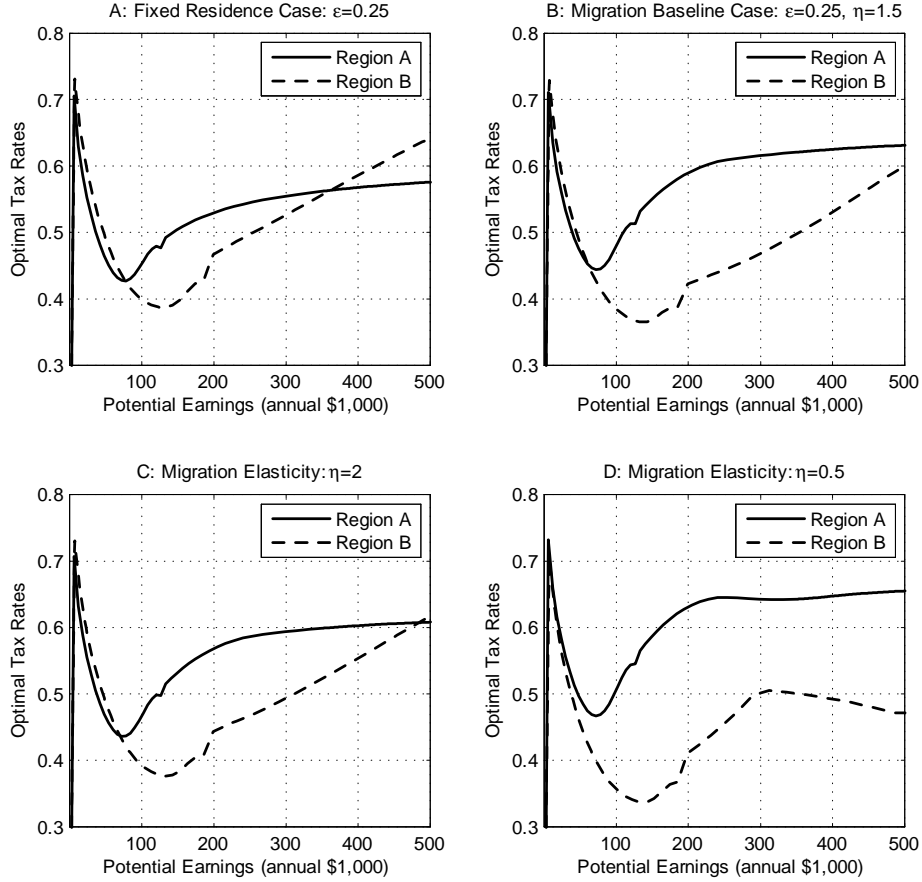 A: Fixed Residence Case: ε=0.25
0.8
0.7
0.6
0.5
0.4
0.3
Optimal Tax Rates
Region A
Region B
100
200
300
400
500
Potential Earnings (annual $1,000)
B: Migration Baseline Case: ε=0.25, η=1.5
0.8
0.7
0.6
0.5
0.4
0.3
Optimal Tax Rates
Region A
Region B
100
200
300
400
500
Potential Earnings (annual $1,000)
C: Migration Elasticity: η=2
0.8
0.7
0.6
0.5
0.4
0.3
Optimal Tax Rates
Region A
Region B
100
200
300
400
500
Potential Earnings (annual $1,000)
D: Migration Elasticity: η=0.5
0.8
0.7
0.6
0.5
0.4
0.3
Optimal Tax Rates
Region A
Region B
100
200
300
400
500
Potential Earnings (annual $1,000)